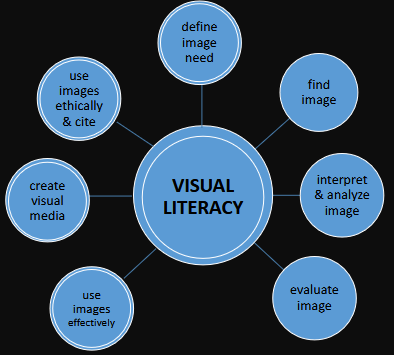 define
image
need
find
image
interpret
& analyze
image
evaluate
image
use
images
effectively
create
visual
media
use
images
ethically
& cite
VISUAL
LITERACY